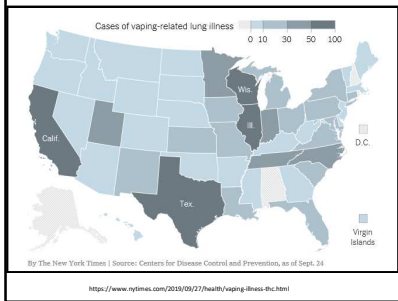 Cases of vaping-related lung illness
0 10 30 50 100
Wis.
Ill.
Calif.
D.C.
Tex.
Virgin
Islands
By The New York Times | Source: Centers for Disease Control and Prevention, as of Sept. 24
https://www.nytimes.com/2019/09/27/health/vaping-illness-thc.html